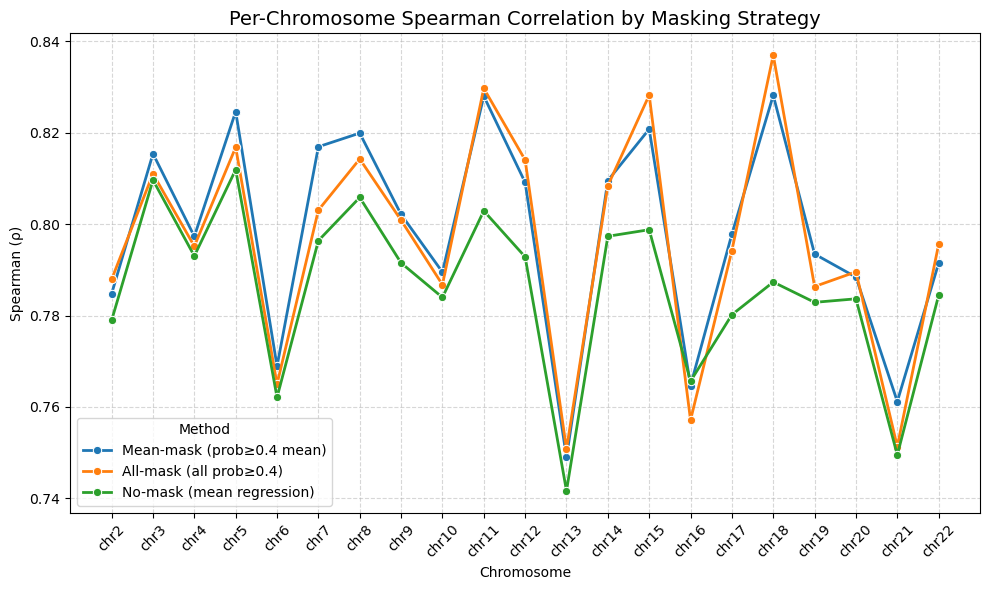 Per-Chromosome Spearman Correlation by Masking Strategy
0.84
0.82
0.80
0.78
0.76
0.74
Spearman (ρ)
Method
Mean-mask (prob≥0.4 mean)
All-mask (all prob≥0.4)
No-mask (mean regression)
chr2 chr3 chr4 chr5 chr6 chr7 chr8 chr9 chr10 chr11 chr12 chr13 chr14 chr15 chr16 chr17 chr18 chr19 chr20 chr21 chr22
Chromosome